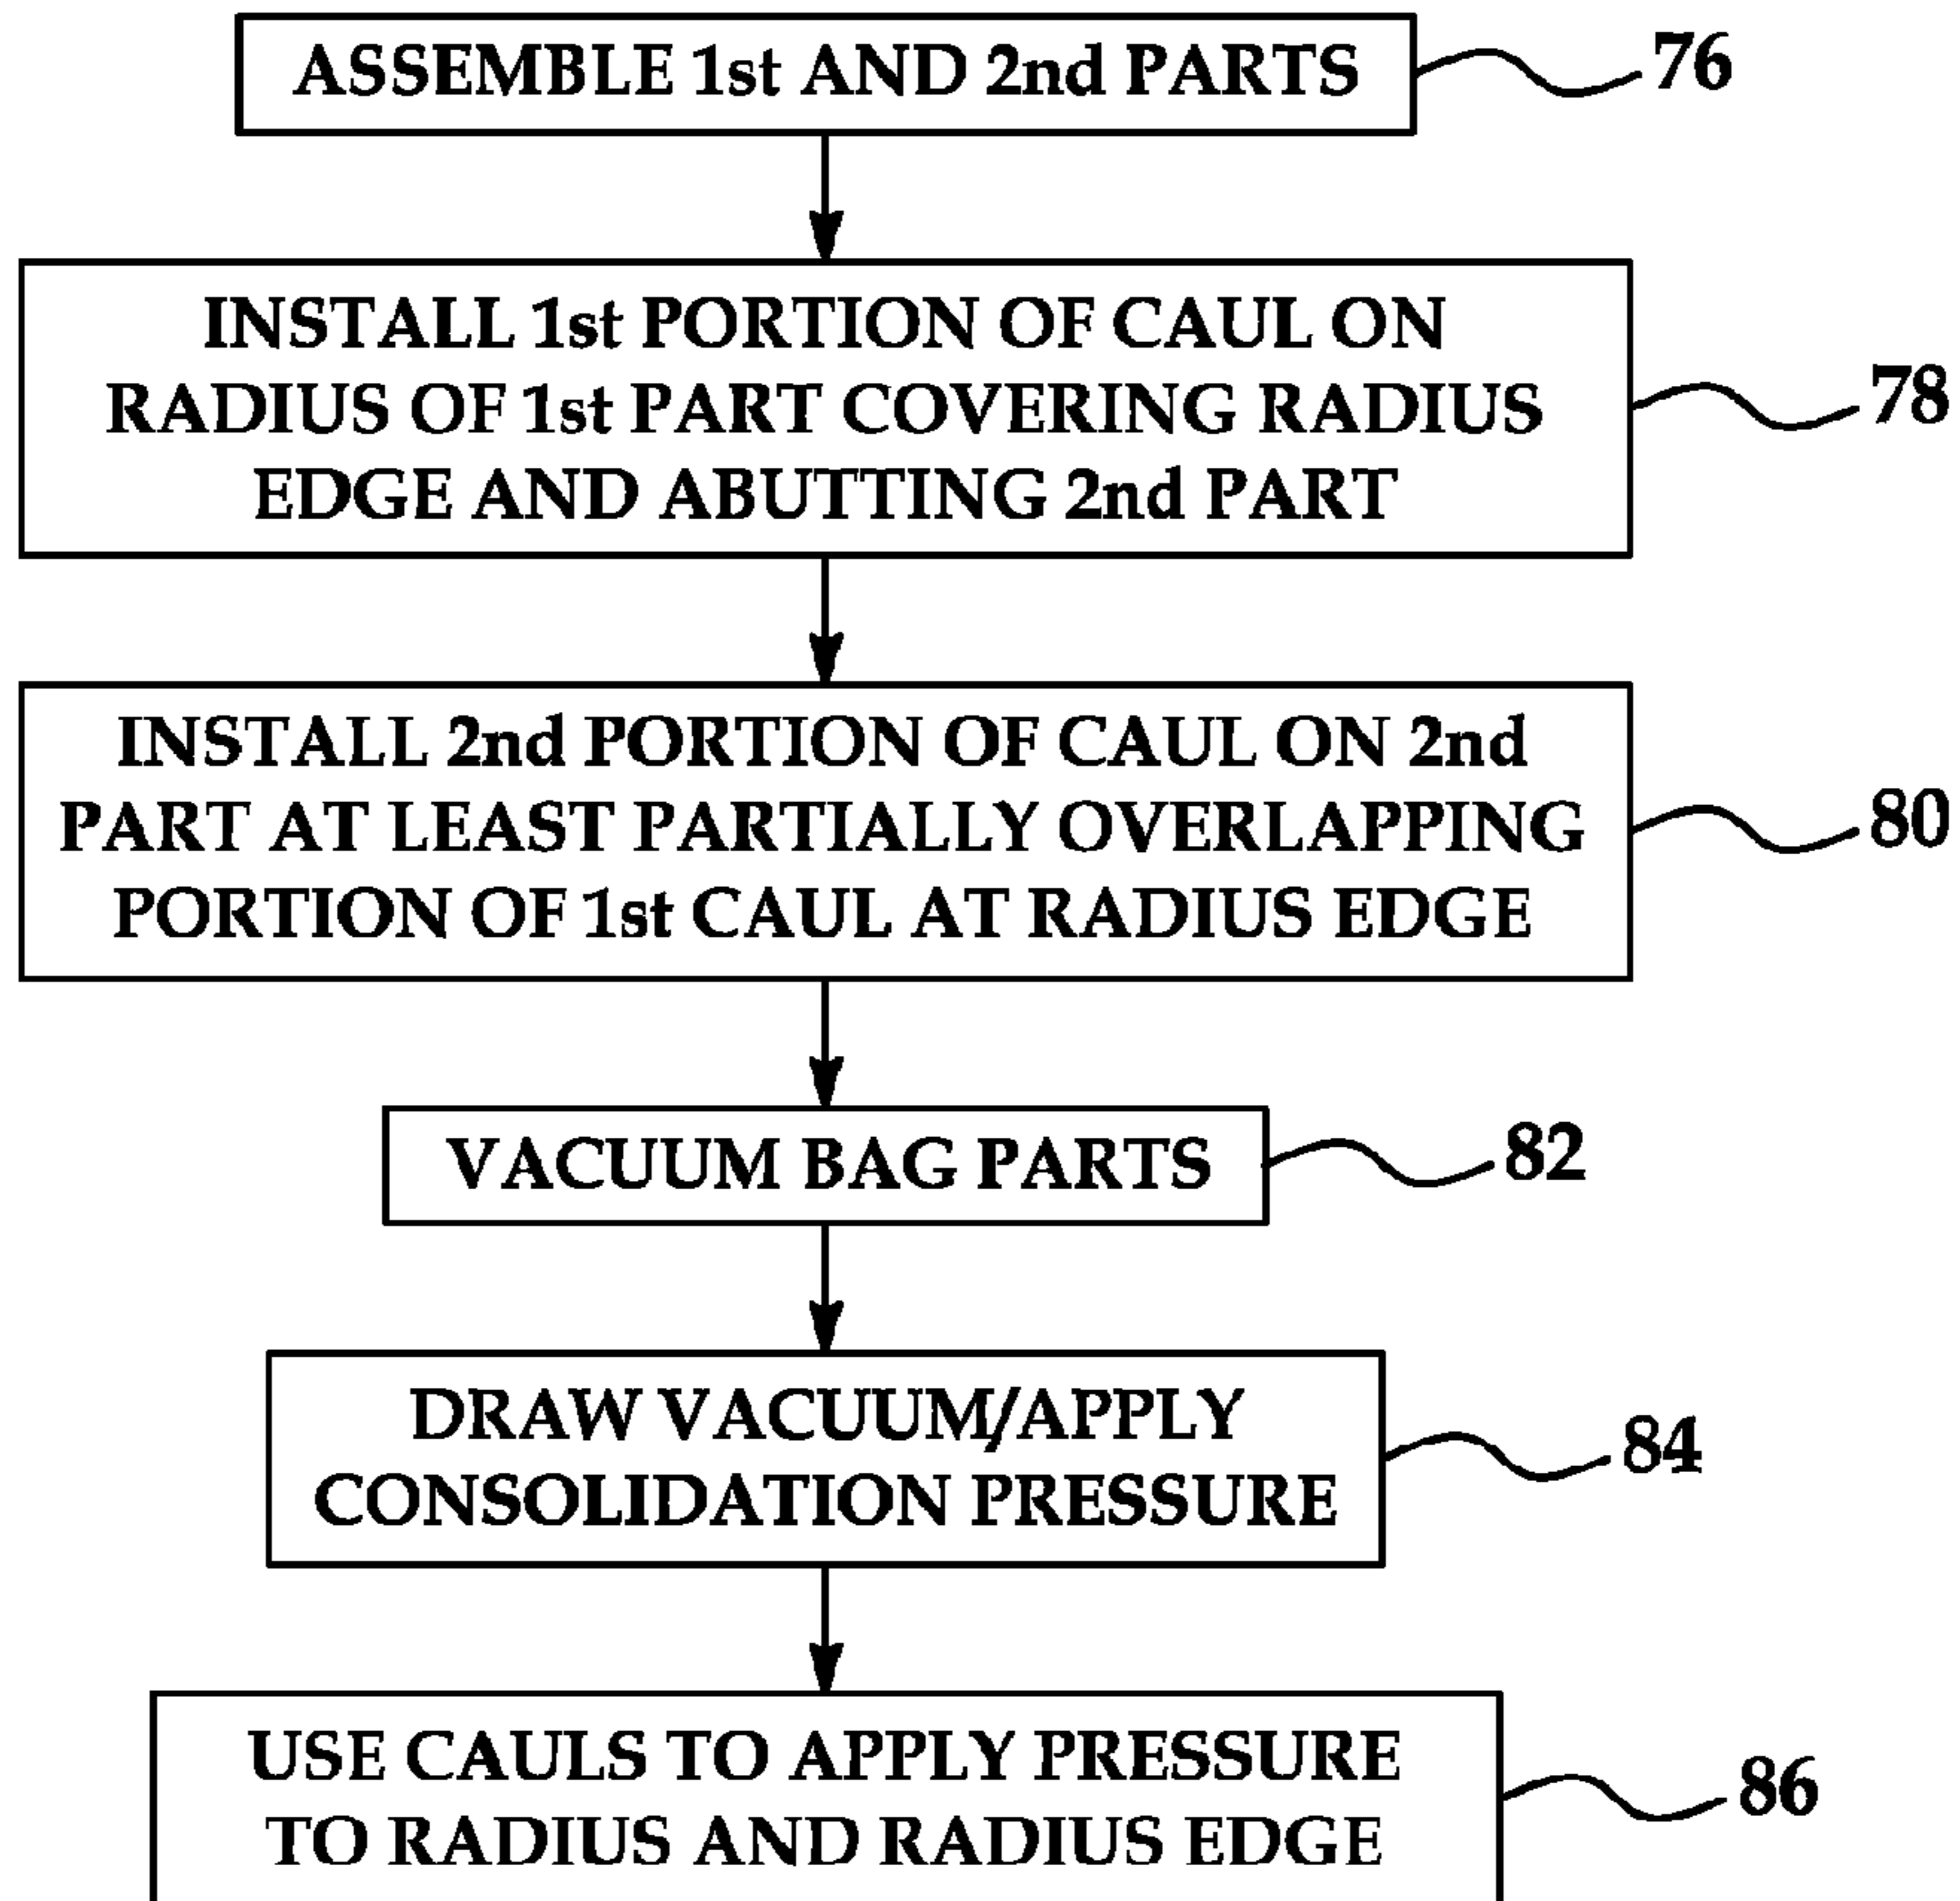 ASSEMBLE 1st AND 2nd PARTS
76
INSTALL 1st PORTION OF CAUL ON
RADIUS OF 1st PART COVERING RADIUS
EDGE AND ABUTTING 2nd PART
78
INSTALL 2nd PORTION OF CAUL ON 2nd
PART AT LEAST PARTIALLY OVERLAPPING
PORTION OF 1st CAUL AT RADIUS EDGE
80
VACUUM BAG PARTS
82
DRAW VACUUM/APPLY
CONSOLIDATION PRESSURE
84
USE CAULS TO APPLY PRESSURE
TO RADIUS AND RADIUS EDGE
86